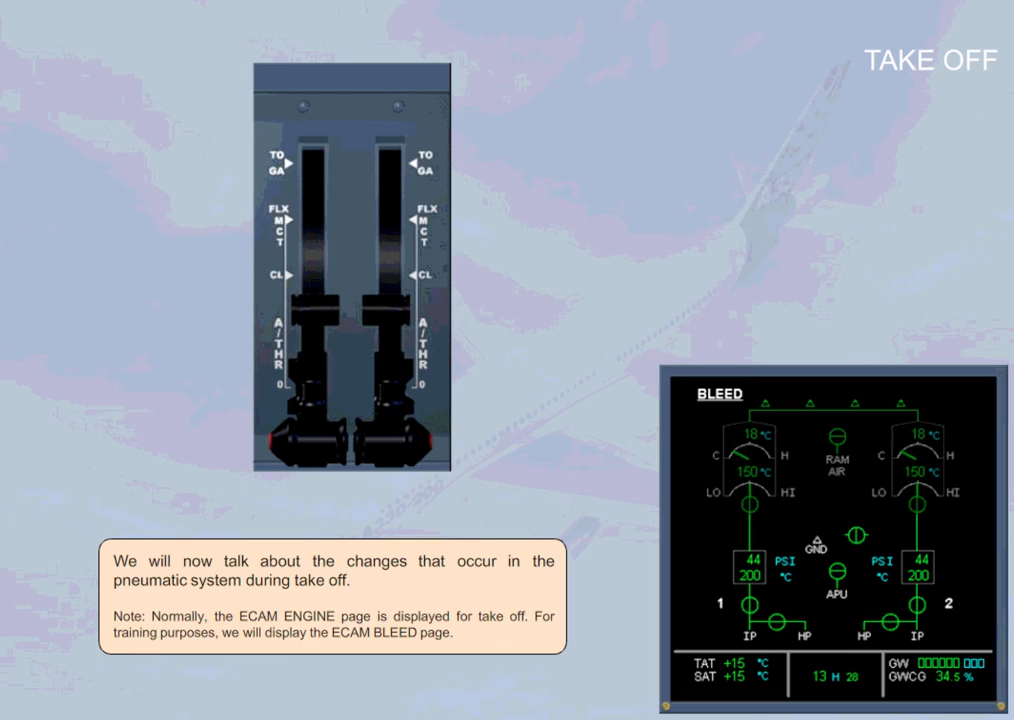 TAKE OFF
TO
GA
TO
GA
FLX
M
C
T
FLX
M
C
T
CL
CL
A
/
T
H
R
A
/
T
H
R
0
0
We will now talk about the changes that occur in the
pneumatic system during take off.
Note: Normally, the ECAM ENGINE page is displayed for take off. For
training purposes, we will display the ECAM BLEED page.
BLEED
18 °C
18 °C
C H
RAM
AIR
C H
150 °C
150 °C
LO HI
LO HI
GND
44 PSI
200 °C
PSI 44
°C 200
APU
1
2
IP HP
HP IP
TAT +15 °C
SAT +15 °C
13 H 28
GW
GWCG 34.5 %